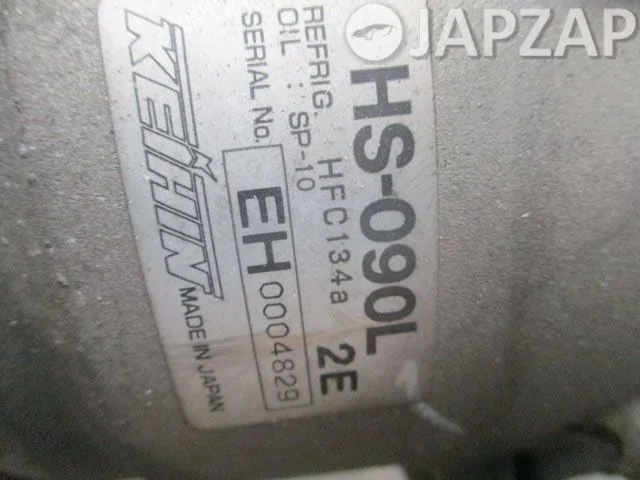 JAPZAP
HS-090L
REFRIG. HFC134a 2E
OIL : SP-10
SERIAL No. EH 0004829
KEIHIN
MADE IN JAPAN